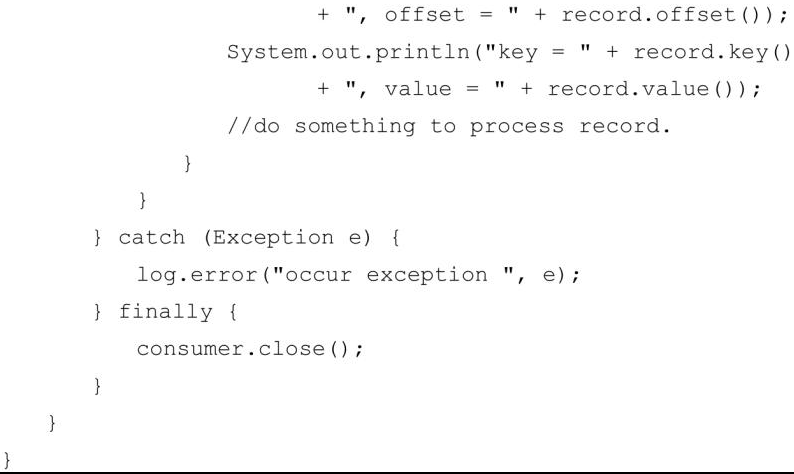 + ", offset = " + record.offset());
System.out.println("key = " + record.key()
+ ", value = " + record.value());
//do something to process record.
}
}
} catch (Exception e) {
log.error("occur exception ", e);
} finally {
consumer.close();
}
}
}